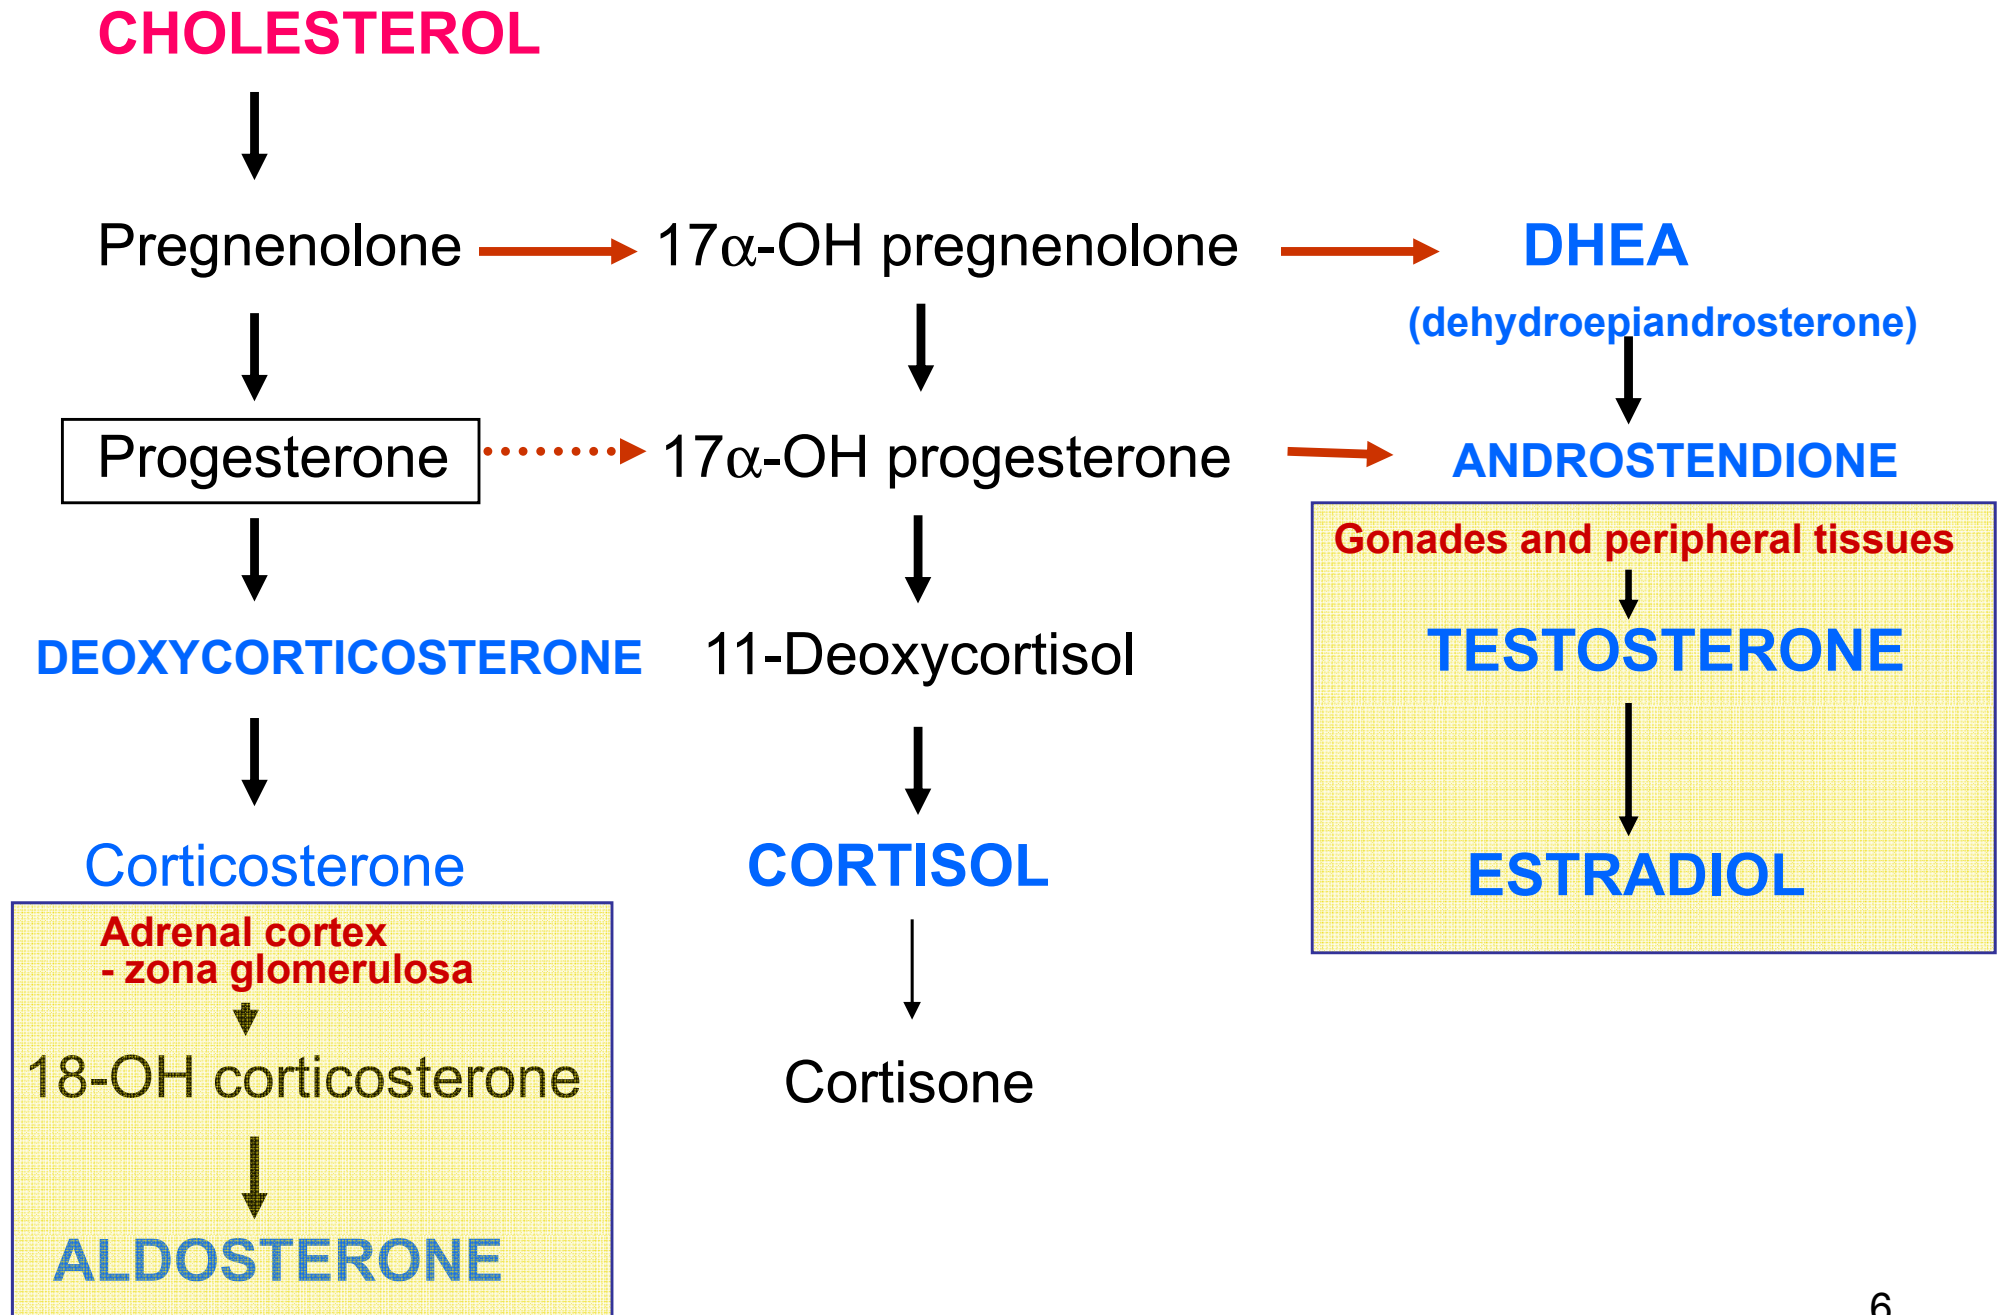 CHOLESTEROL
Pregnenolone
17α-OH pregnenolone
DHEA
(dehydroepiandrosterone)
Progesterone
17α-OH progesterone
ANDROSTENDIONE
Gonades and peripheral tissues
DEOXYCORTICOSTERONE
11-Deoxycortisol
TESTOSTERONE
Corticosterone
CORTISOL
ESTRADIOL
Adrenal cortex
- zona glomerulosa
18-OH corticosterone
Cortisone
ALDOSTERONE
6